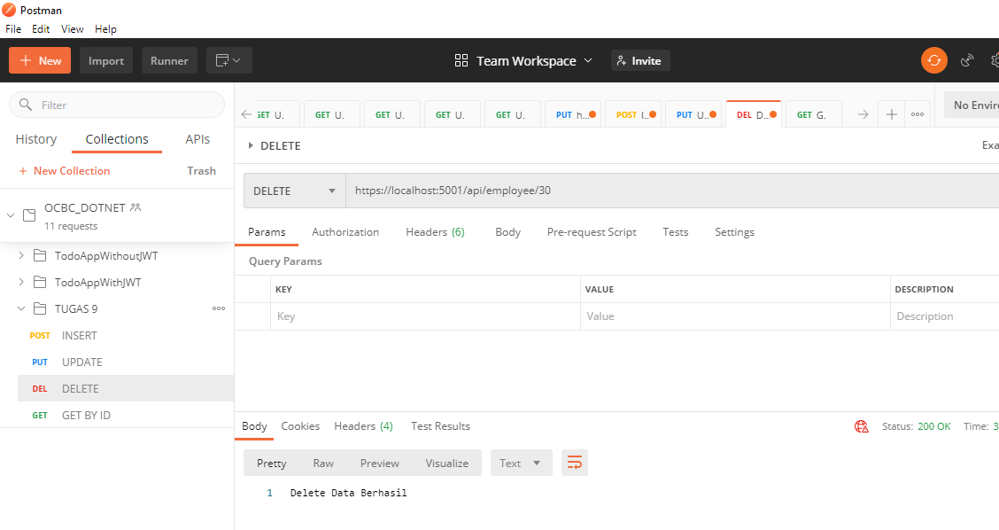 Postman
File Edit View Help
+ New Import Runner Team Workspace Invite
Filter
History Collections APIs
+ New Collection Trash
OCBC_DOTNET
11 requests
TodoAppWithoutJWT
TodoAppWithJWT
TUGAS 9
POST INSERT
PUT UPDATE
DEL DELETE
GET GET BY ID
GET U. GET U. GET U. GET U. GET U. PUT h... POST I.. PUT U.. DEL D... GET G. No Enviro
DELETE Exa
DELETE https://localhost:5001/api/employee/30
Params Authorization Headers (6) Body Pre-request Script Tests Settings
Query Params
KEY VALUE DESCRIPTION
Key Value Description
Body Cookies Headers (4) Test Results Status: 200 OK Time: 3
Pretty Raw Preview Visualize Text
1 Delete Data Berhasil